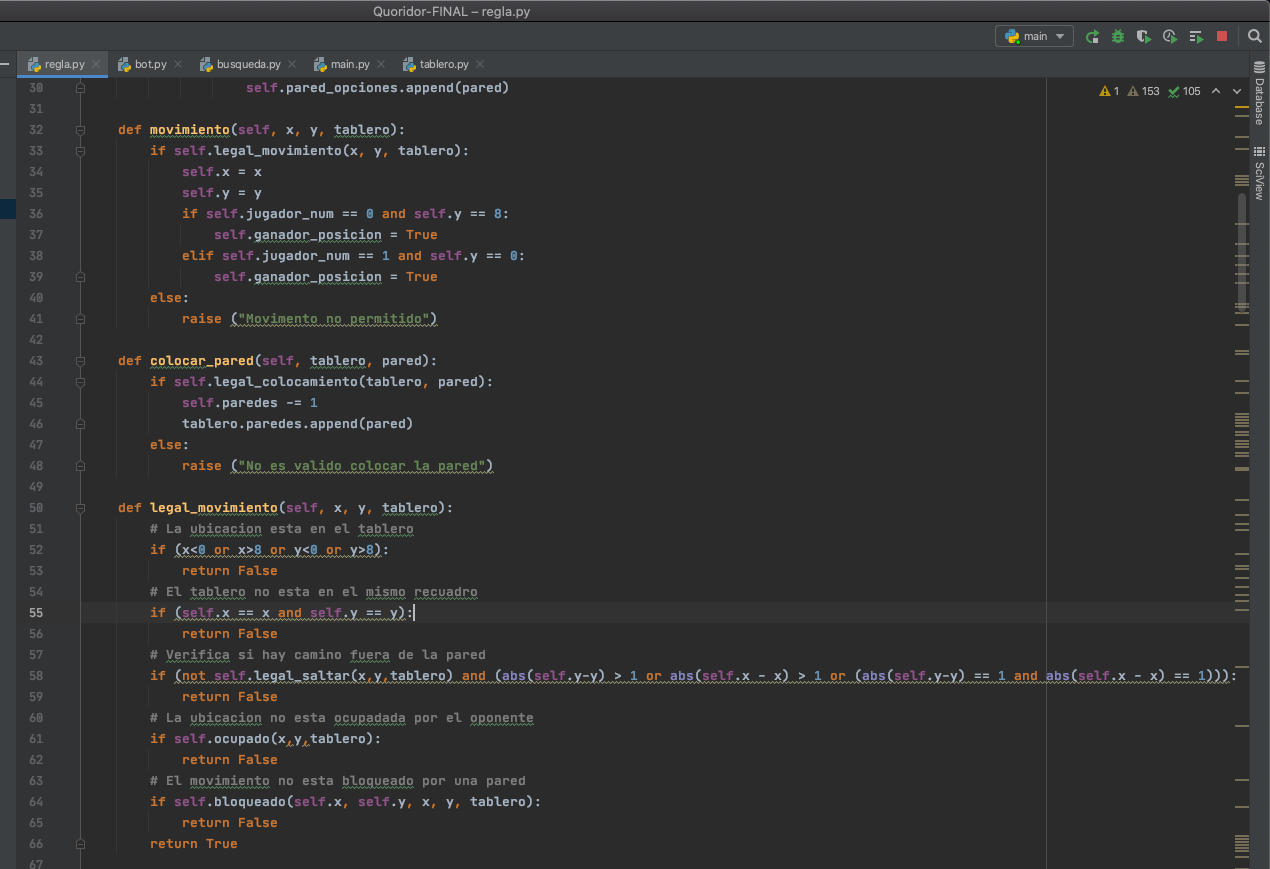 Quoridor-FINAL – regla.py
main
regla.py bot.py busqueda.py main.py tablero.py
1 153 105
Database
SciView
30 self.pared_opciones.append(pared)
31
32 def movimiento(self, x, y, tablero):
33 if self.legal_movimiento(x, y, tablero):
34 self.x = x
35 self.y = y
36 if self.jugador_num == 0 and self.y == 8:
37 self.ganador_posicion = True
38 elif self.jugador_num == 1 and self.y == 0:
39 self.ganador_posicion = True
40 else:
41 raise ("Movimento no permitido")
42
43 def colocar_pared(self, tablero, pared):
44 if self.legal_colocamiento(tablero, pared):
45 self.paredes -= 1
46 tablero.paredes.append(pared)
47 else:
48 raise ("No es valido colocar la pared")
49
50 def legal_movimiento(self, x, y, tablero):
51 # La ubicacion esta en el tablero
52 if (x<0 or x>8 or y<0 or y>8):
53 return False
54 # El tablero no esta en el mismo recuadro
55 if (self.x == x and self.y == y):
56 return False
57 # Verifica si hay camino fuera de la pared
58 if (not self.legal_saltar(x,y,tablero) and (abs(self.y-y) > 1 or abs(self.x - x) > 1 or (abs(self.y-y) == 1 and abs(self.x - x) == 1))):
59 return False
60 # La ubicacion no esta ocupadada por el oponente
61 if self.ocupado(x,y,tablero):
62 return False
63 # El movimiento no esta bloqueado por una pared
64 if self.bloqueado(self.x, self.y, x, y, tablero):
65 return False
66 return True
67